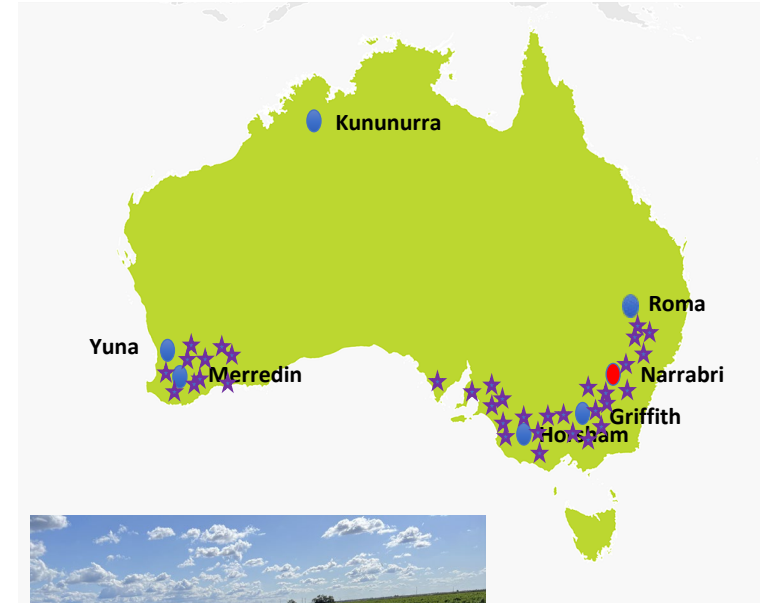 Kununurra
Roma
Yuna
Merredin
Narrabri
Griffith
Horsham